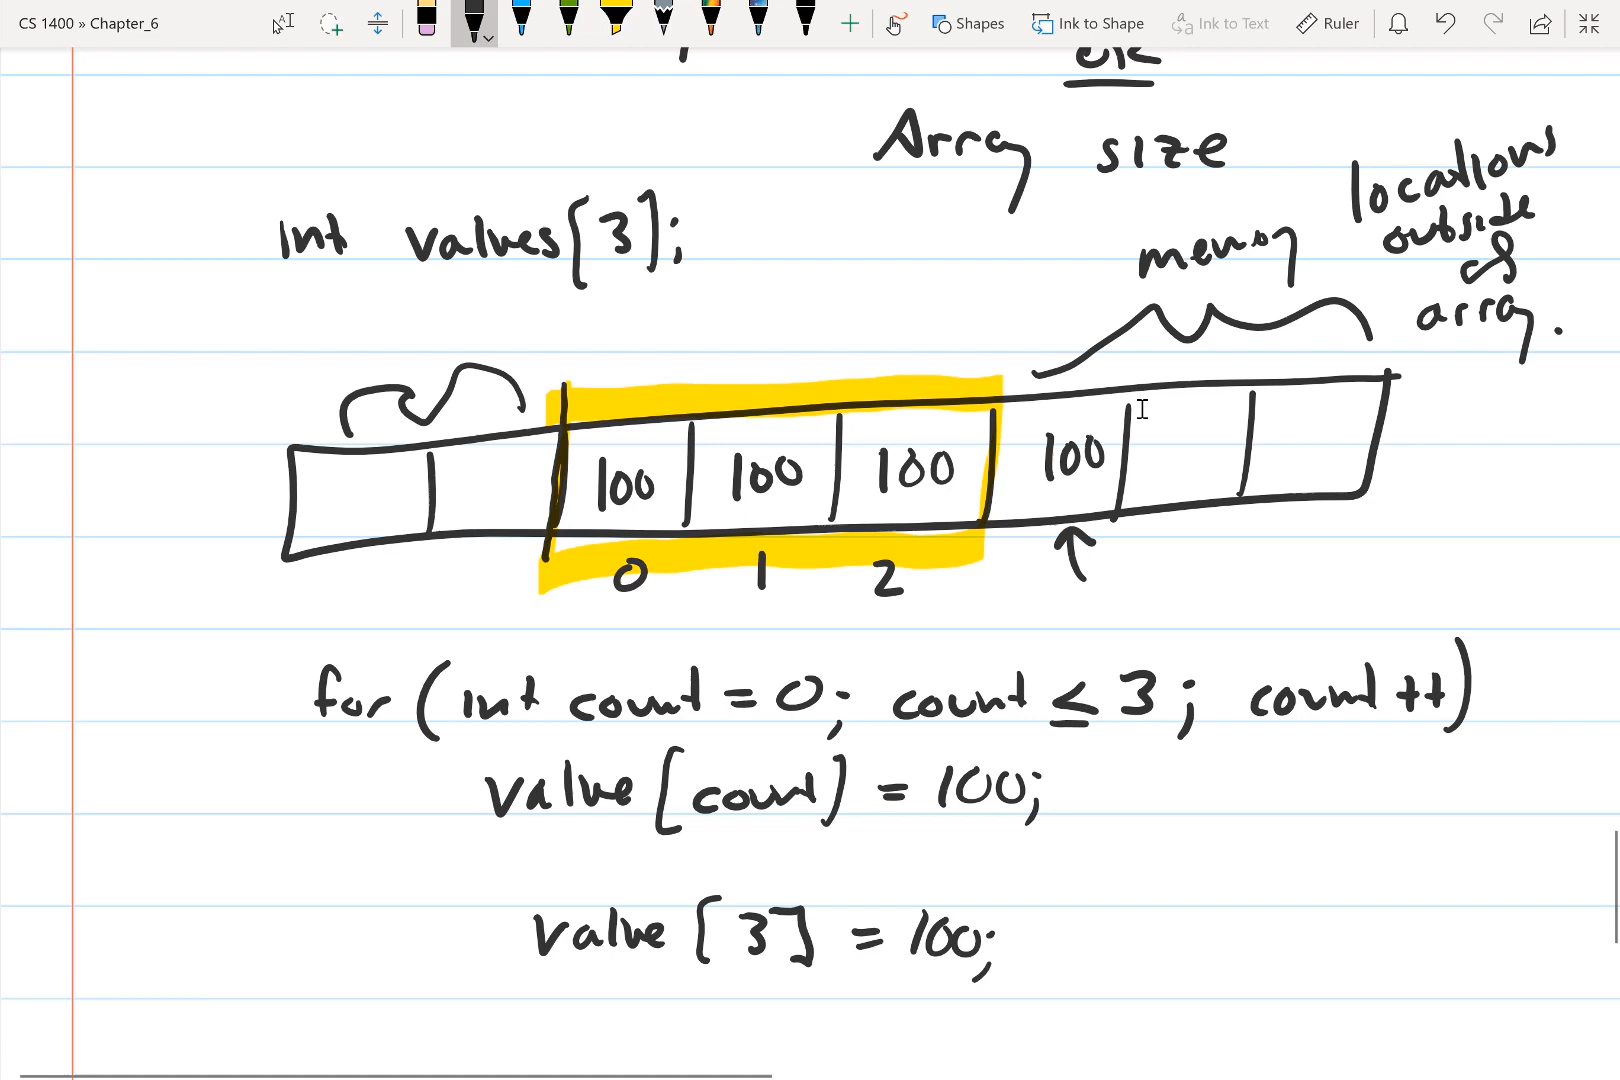 CS 1400 » Chapter_6
Shapes
Ink to Shape
Ink to Text
Ruler
Array size
int values[3];
memory
locations
outside
of
array.
100 100 100 100
0 1 2
for (int count = 0; count ≤ 3; count ++)
value [count] = 100;
value [3] = 100;